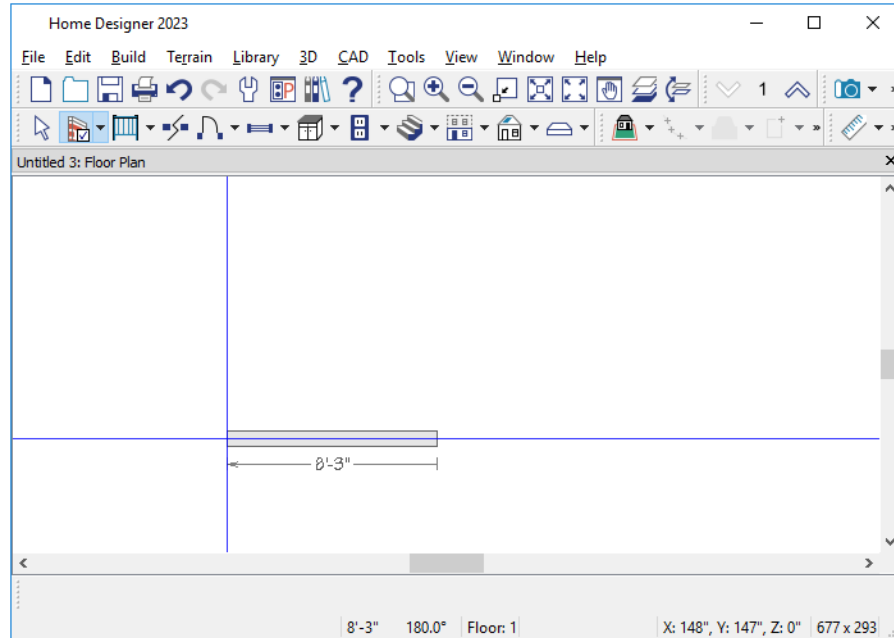 Home Designer 2023
File Edit Build Terrain Library 3D CAD Tools View Window Help
P ? 1
Untitled 3: Floor Plan
8'-3"
8'-3" 180.0° Floor: 1 X: 148", Y: 147", Z: 0" 677 x 293